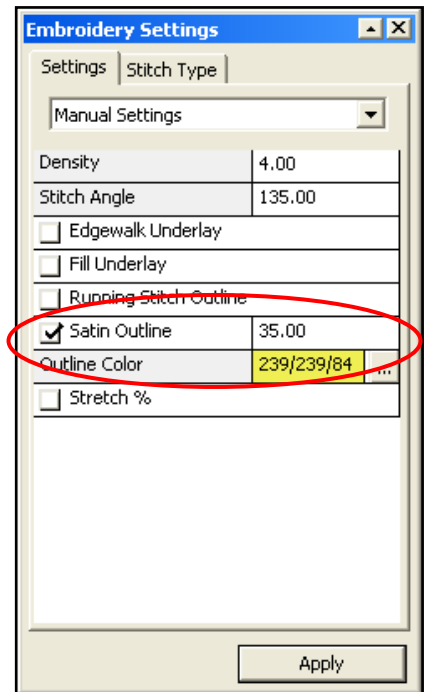 Embroidery Settings
Settings Stitch Type
Manual Settings
Density 4.00
Stitch Angle 135.00
Edgewalk Underlay
Fill Underlay
Running Stitch Outline
Satin Outline 35.00
Outline Color 239/239/84 ...
Stretch %
Apply